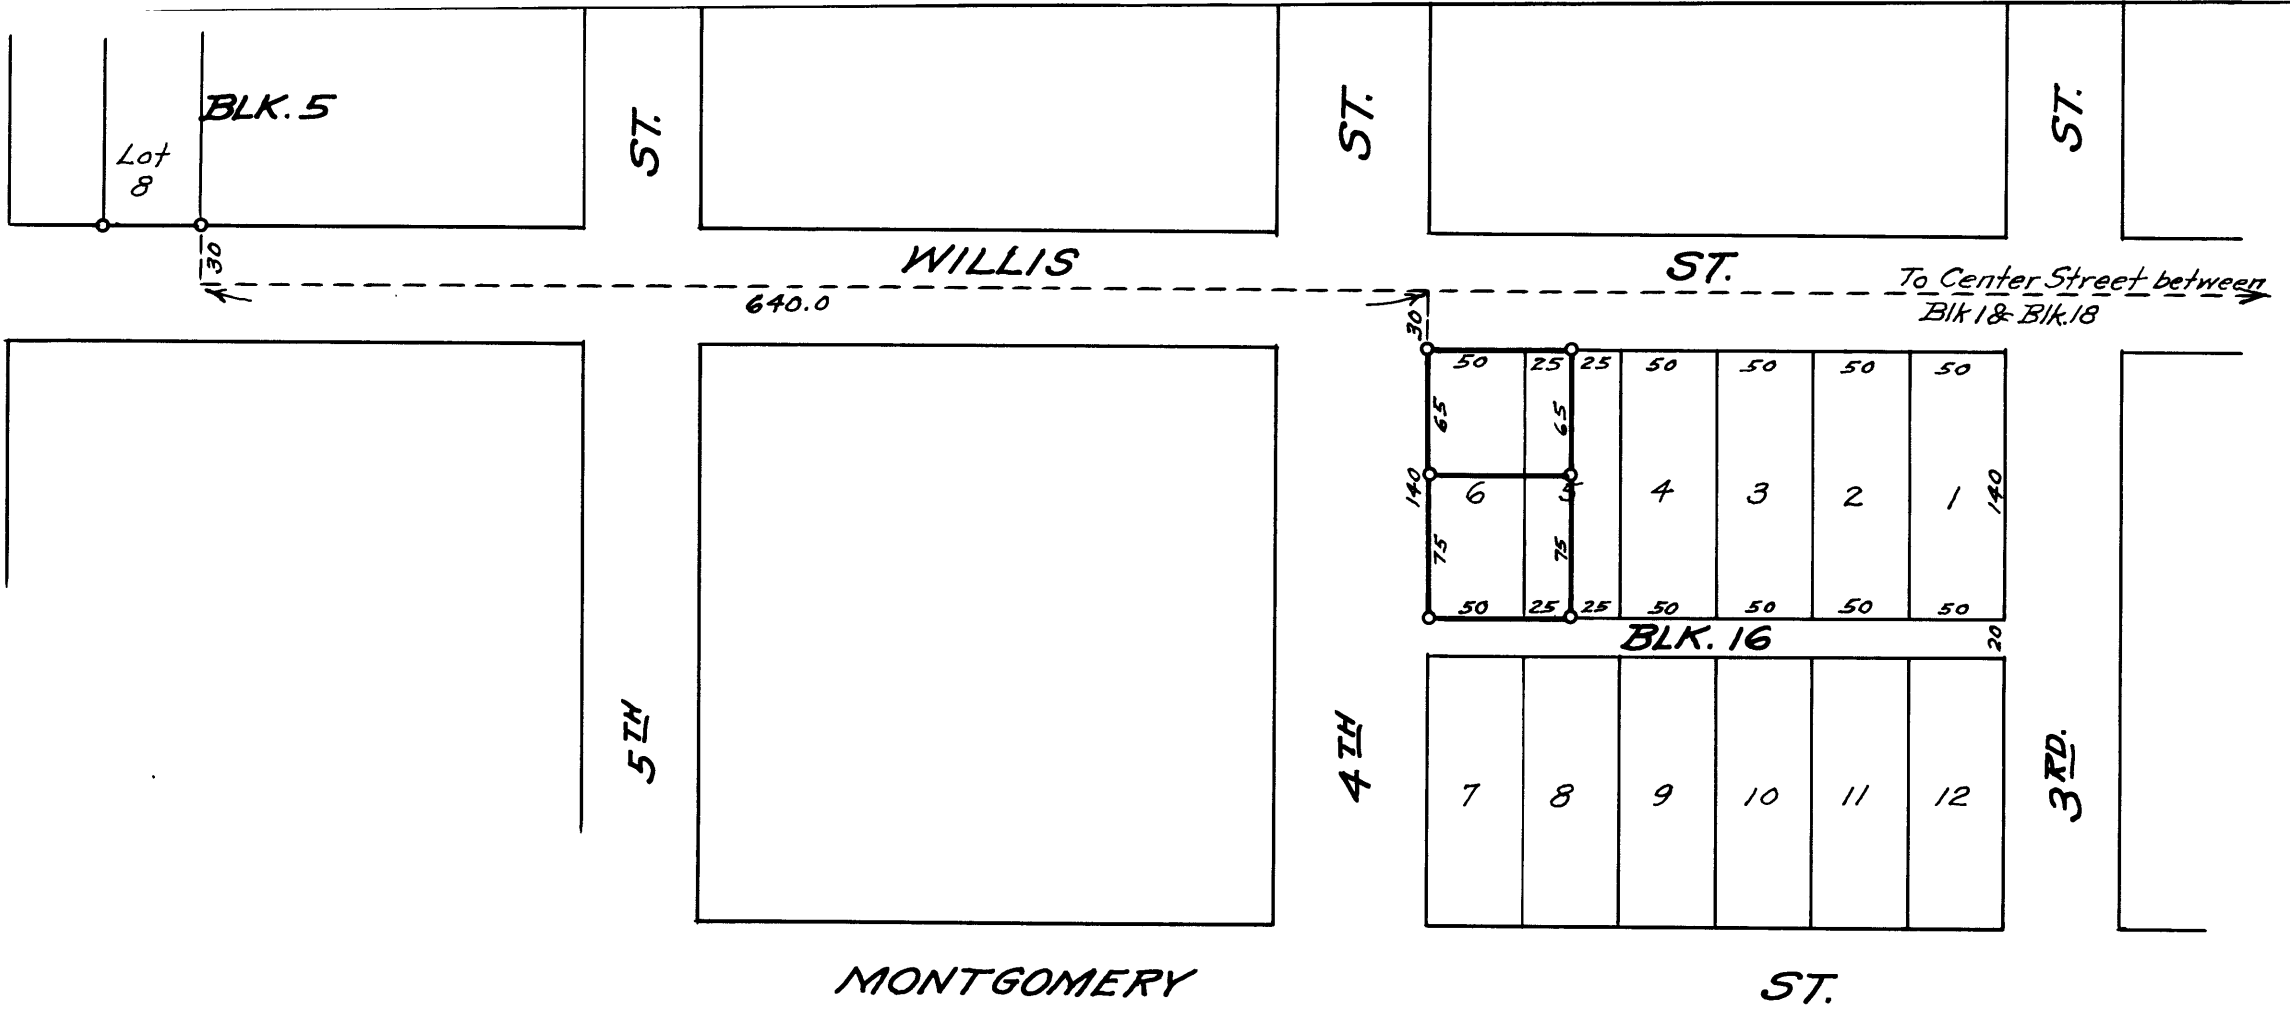 BLK. 5
Lot
8
ST.
ST.
ST.
30
WILLIS ST.
To Center Street between
Blk 1 & Blk. 18
640.0
30
50 25 25 50 50 50 50
65 65
140 6 5 4 3 2 1 140
75 75
50 25 25 50 50 50 50
BLK. 16
20
5TH
4TH
3RD.
7 8 9 10 11 12
MONTGOMERY ST.